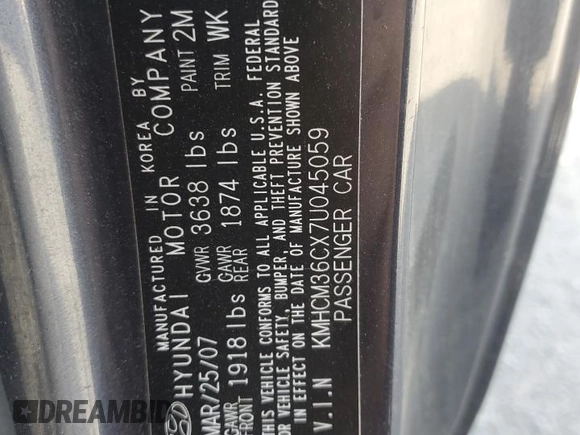 MANUFACTURED IN KOREA BY
HYUNDAI MOTOR COMPANY
MAR/25/07 GVWR 3638 lbs PAINT 2M
GAWR FRONT 1918 lbs GAWR REAR 1874 lbs TRIM WK
THIS VEHICLE CONFORMS TO ALL APPLICABLE U.S.A. FEDERAL
MOTOR VEHICLE SAFETY, BUMPER, AND THEFT PREVENTION STANDARD
IN EFFECT ON THE DATE OF MANUFACTURE SHOWN ABOVE
V.I.N KMHCM36CX7U045059
PASSENGER CAR
DREAMBID